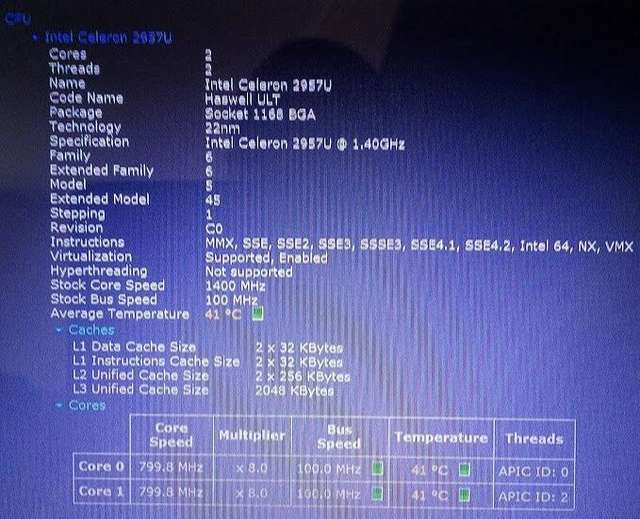 CPU
Intel Celeron 2957U
Cores 2
Threads 2
Name Intel Celeron 2957U
Code Name Haswell ULT
Package Socket 1168 BGA
Technology 22nm
Specification Intel Celeron 2957U @ 1.40GHz
Family 6
Extended Family 6
Model 5
Extended Model 45
Stepping 1
Revision C0
Instructions MMX, SSE, SSE2, SSE3, SSSE3, SSE4.1, SSE4.2, Intel 64, NX, VMX
Virtualization Supported, Enabled
Hyperthreading Not supported
Stock Core Speed 1400 MHz
Stock Bus Speed 100 MHz
Average Temperature 41 °C
Caches
L1 Data Cache Size 2 x 32 KBytes
L1 Instructions Cache Size 2 x 32 KBytes
L2 Unified Cache Size 2 x 256 KBytes
L3 Unified Cache Size 2048 KBytes
Cores
Core Speed Multiplier Bus Speed Temperature Threads
Core 0 799.8 MHz x 8.0 100.0 MHz 41 °C APIC ID: 0
Core 1 799.8 MHz x 8.0 100.0 MHz 41 °C APIC ID: 2